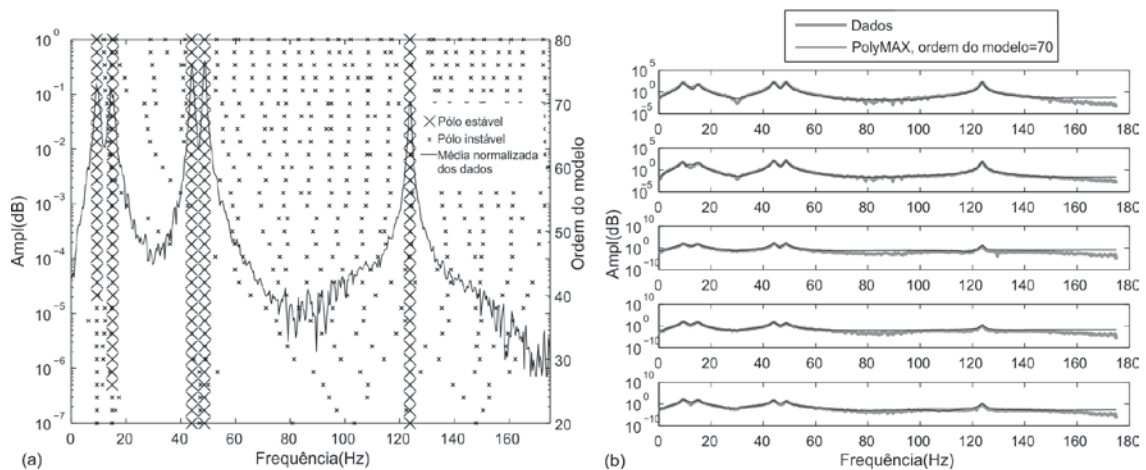 10^0
10^-1
10^-2
10^-3
10^-4
10^-5
10^-6
10^-7
Ampl(dB)
80
70
60
50
40
30
20
Ordem do modelo
Pólo estável
Pólo instável
Média normalizada
dos dados
0 20 40 60 80 100 120 140 160
Frequência(Hz)
(a)
Dados
PolyMAX, ordem do modelo=70
10^5
10^0
10^-5
0 20 40 60 80 100 120 140 160 180
10^5
10^0
10^-5
0 20 40 60 80 100 120 140 160 180
10^10
10^0
10^-10
0 20 40 60 80 100 120 140 160 180
10^10
10^0
10^-10
0 20 40 60 80 100 120 140 160 180
10^10
10^0
10^-10
0 20 40 60 80 100 120 140 160 180
Ampl(dB)
Frequência(Hz)
(b)